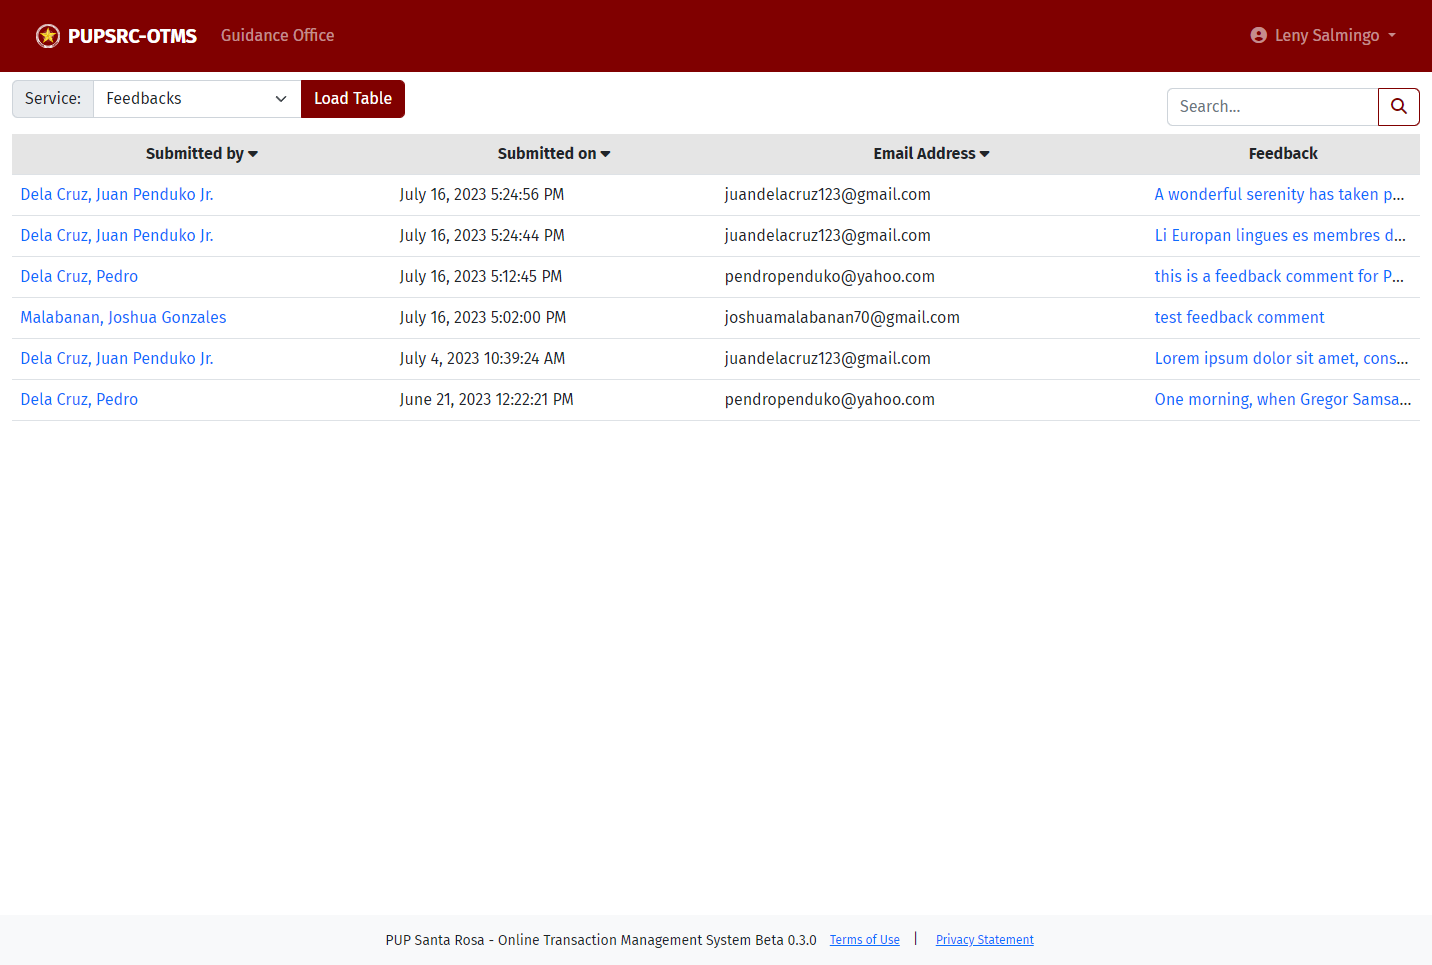 PUPSRC-OTMS Guidance Office Leny Salmingo
Service: Feedbacks Load Table Search...
Submitted by Submitted on Email Address Feedback
Dela Cruz, Juan Penduko Jr. July 16, 2023 5:24:56 PM juandelacruz123@gmail.com A wonderful serenity has taken p...
Dela Cruz, Juan Penduko Jr. July 16, 2023 5:24:44 PM juandelacruz123@gmail.com Li Europan lingues es membres d...
Dela Cruz, Pedro July 16, 2023 5:12:45 PM pendropenduko@yahoo.com this is a feedback comment for P...
Malabanan, Joshua Gonzales July 16, 2023 5:02:00 PM joshuamalabanan70@gmail.com test feedback comment
Dela Cruz, Juan Penduko Jr. July 4, 2023 10:39:24 AM juandelacruz123@gmail.com Lorem ipsum dolor sit amet, cons...
Dela Cruz, Pedro June 21, 2023 12:22:21 PM pendropenduko@yahoo.com One morning, when Gregor Samsa...
PUP Santa Rosa - Online Transaction Management System Beta 0.3.0 Terms of Use | Privacy Statement